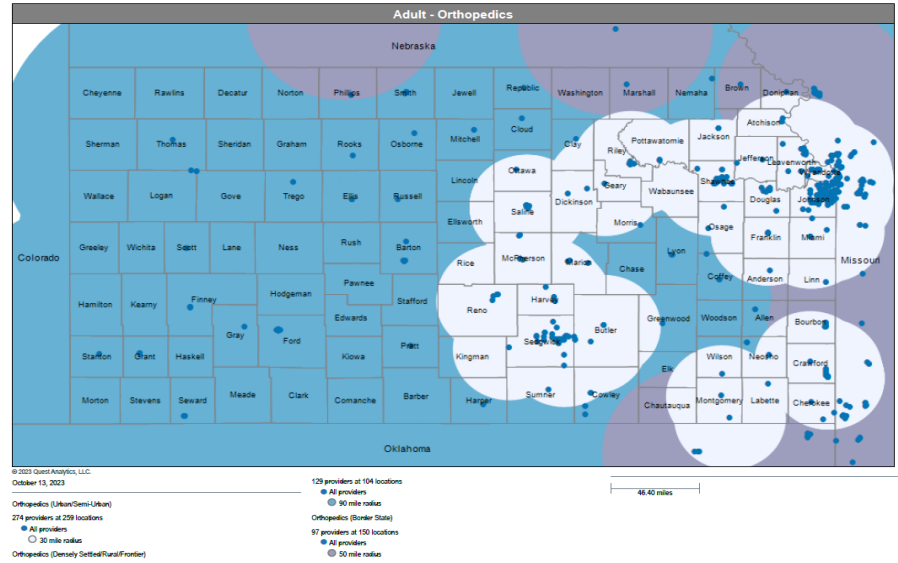 Adult - Orthopedics
Nebraska
Cheyenne Rawlins Decatur Norton Phillips Smith Jewell Republic Washington Marshall Nemaha Brown Doniphan
Atchison
Sherman Thomas Sheridan Graham Rooks Osborne Mitchell Cloud Clay Riley Pottawatomie Jackson
Jefferson Leavenworth
Wyandotte
Ottawa
Lincoln
Wallace Logan Gove Trego Ellis Russell Saline Dickinson Geary Wabaunsee Shawnee Douglas Johnson
Ellsworth Morris Osage
Greeley Wichita Scott Lane Ness Rush Barton Rice McPherson Marion Chase Lyon Franklin Miami
Colorado
Missouri
Coffey Anderson Linn
Hamilton Kearny Finney Hodgeman Pawnee Stafford Reno Harvey
Gray Ford Edwards Butler Greenwood Woodson Allen Bourbon
Stanton Grant Haskell Kiowa Pratt Kingman Sedgwick Elk Wilson Neosho Crawford
Morton Stevens Seward Meade Clark Comanche Barber Harper Sumner Cowley Chautauqua Montgomery Labette Cherokee
Oklahoma
© 2023 Quest Analytics, LLC.
October 13, 2023
Orthopedics (Urban/Semi-Urban)
274 providers at 259 locations
All providers
30 mile radius
Orthopedics (Densely Settled/Rural/Frontier)
129 providers at 104 locations
All providers
90 mile radius
Orthopedics (Border State)
97 providers at 150 locations
All providers
50 mile radius
46.40 miles